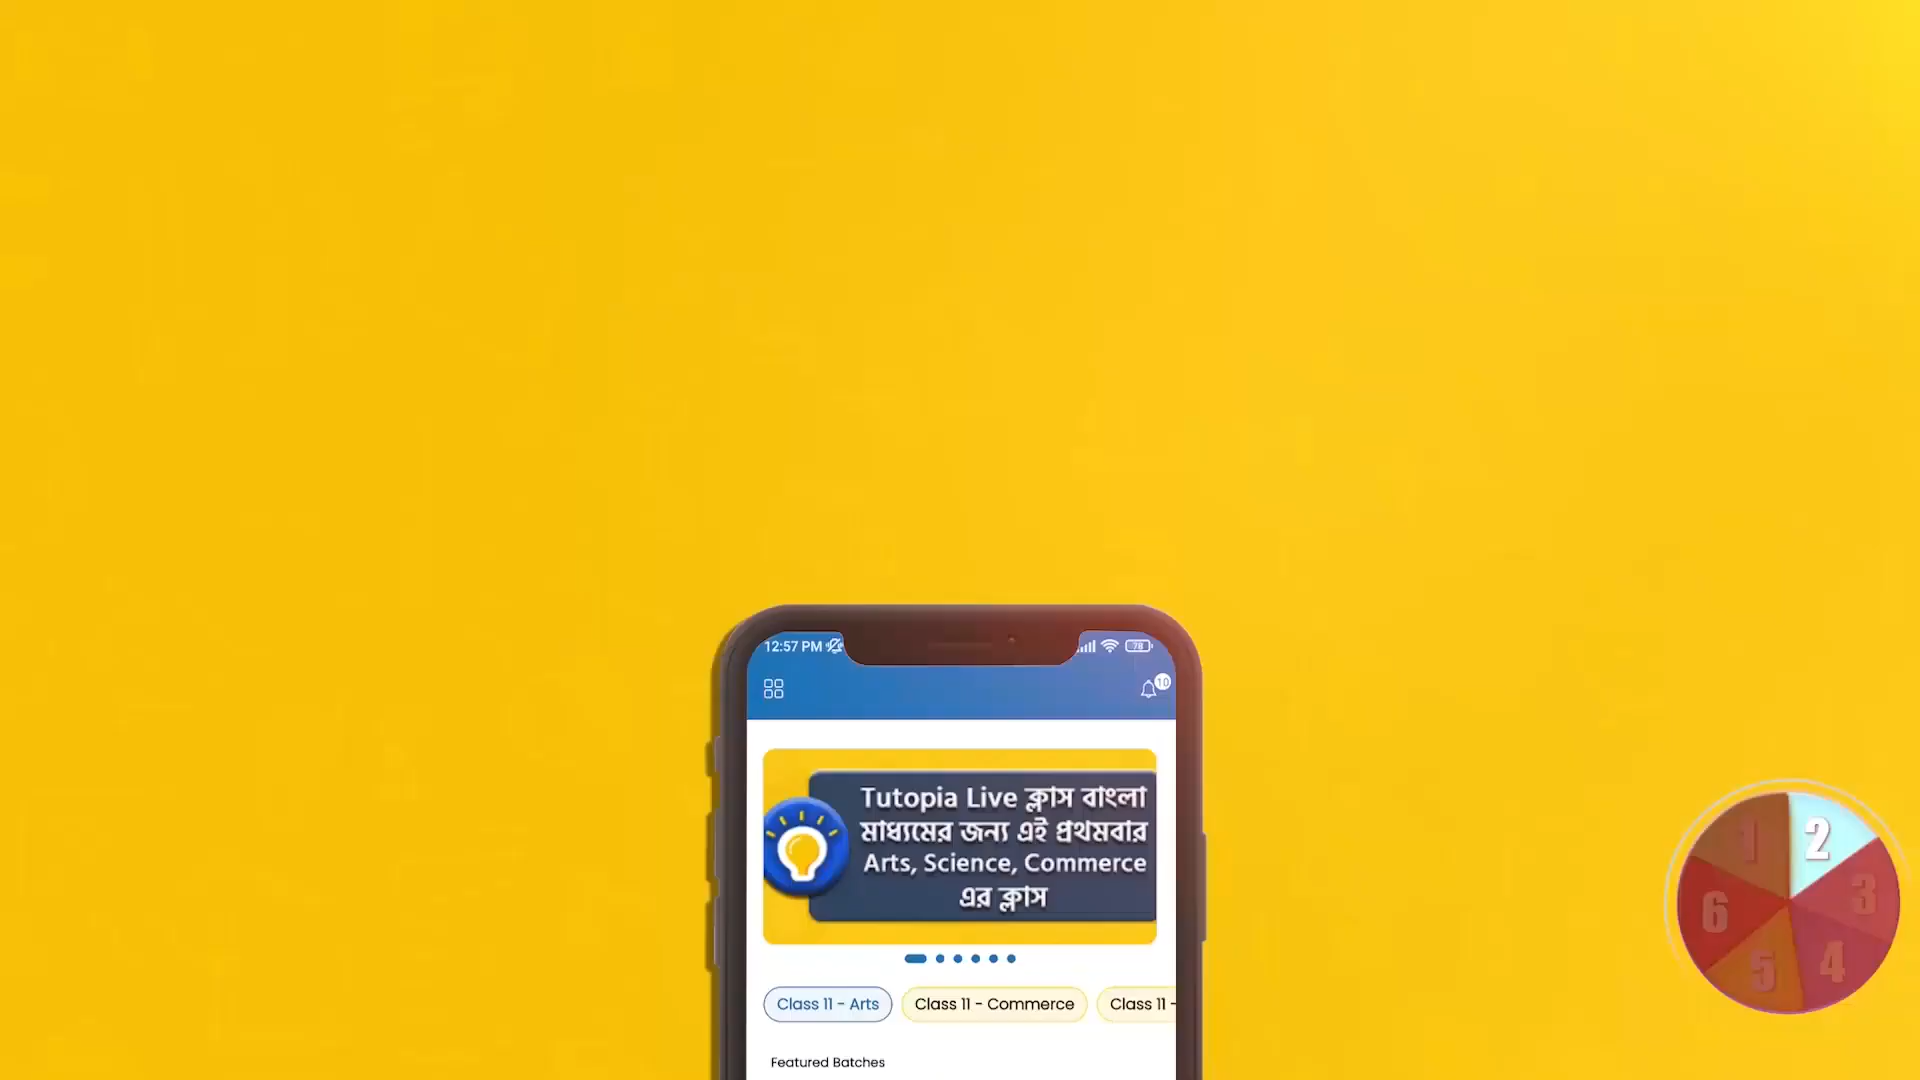 12:57 PM
78
10
Tutopia Live ক্লাস বাংলা
মাধ্যমের জন্য এই প্রথমবার
Arts, Science, Commerce
এর ক্লাস
Class 11 - Arts
Class 11 - Commerce
Class 11 -
Featured Batches
1
2
3
4
5
6